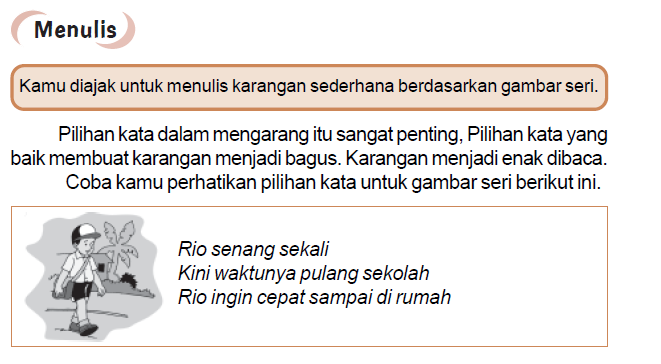 Menulis
Kamu diajak untuk menulis karangan sederhana berdasarkan gambar seri.
Pilihan kata dalam mengarang itu sangat penting, Pilihan kata yang
baik membuat karangan menjadi bagus. Karangan menjadi enak dibaca.
Coba kamu perhatikan pilihan kata untuk gambar seri berikut ini.
Rio senang sekali
Kini waktunya pulang sekolah
Rio ingin cepat sampai di rumah